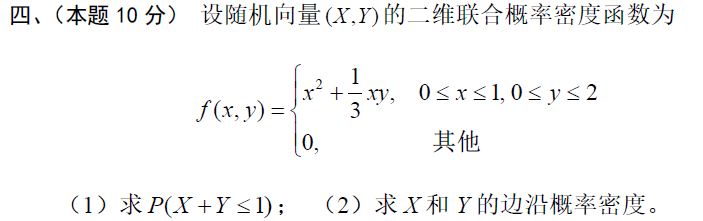 四、（本题 10 分） 设随机向量(X,Y)的二维联合概率密度函数为
f(x,y)={x²+1/3xy, 0≤x≤1,0≤y≤2
0, 其他
（1）求P(X+Y≤1)； （2）求 X 和 Y 的边沿概率密度。